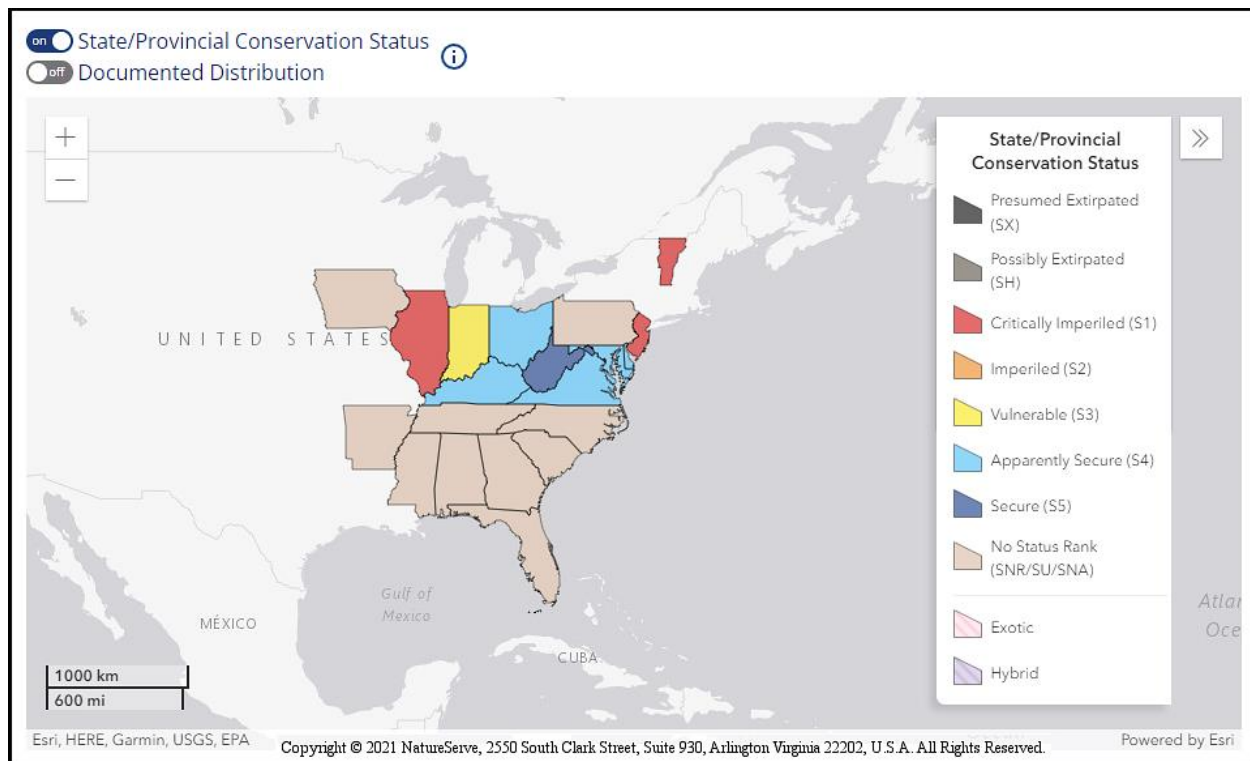 on State/Provincial Conservation Status
off Documented Distribution
i
+
−
UNITED STATES
Gulf of
Mexico
MÉXICO
CUBA
Atlan
Oce
1000 km
600 mi
State/Provincial
Conservation Status
Presumed Extirpated
(SX)
Possibly Extirpated
(SH)
Critically Imperiled (S1)
Imperiled (S2)
Vulnerable (S3)
Apparently Secure (S4)
Secure (S5)
No Status Rank
(SNR/SU/SNA)
Exotic
Hybrid
Esri, HERE, Garmin, USGS, EPA
Copyright © 2021 NatureServe, 2550 South Clark Street, Suite 930, Arlington Virginia 22202, U.S.A. All Rights Reserved.
Powered by Esri